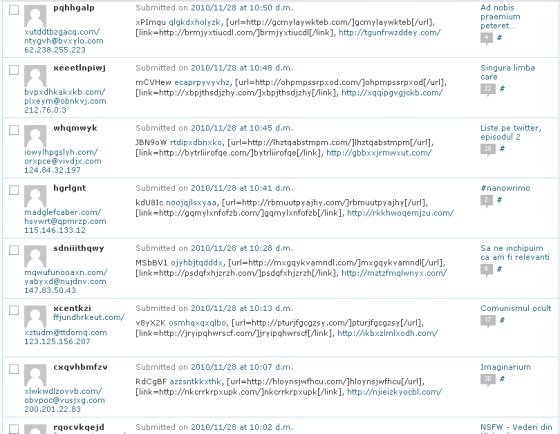 pqhhgalp
xutddtbzgacq.com/
ntygvh@bvxylo.com
62.238.255.223
Submitted on 2010/11/28 at 10:50 d.m.
xPImqu qlgkdxholyzk, [url=http://gcmylaywkteb.com/]gcmylaywkteb[/url],
[link=http://brmjyxtiucdl.com/]brmjyxtiucdl[/link], http://tgunfrwzddey.com/
Ad nobis
praemium
peteret...
4 #
xeeetlnpiwj
bvpxdhkakxkb.com/
plxeym@obnkvj.com
212.76.0.3
Submitted on 2010/11/28 at 10:48 d.m.
mCVHew ecaprpyvvvhz, [url=http://ohpmpssrpxod.com/]ohpmpssrpxod[/url],
[link=http://xbpjthsdjzhy.com/]xbpjthsdjzhy[/link], http://xqqipgvgjckb.com/
Singura limba
care
#
whqmwyk
iowylhpgslyh.com/
orxpce@vivdjx.com
124.84.32.197
Submitted on 2010/11/28 at 10:45 d.m.
JBN9oW rtdipxdbnxko, [url=http://lhztqabstmpm.com/]lhztqabstmpm[/url],
[link=http://bytrliirofqe.com/]bytrliirofqe[/link], http://gbbxxjrmwxut.com/
Liste pe twitter,
episodul 2
28 #
hgrlgnt
madglefcaber.com/
hsvwrt@qpmrzp.com
115.146.133.12
Submitted on 2010/11/28 at 10:41 d.m.
kdU8Ic noojqjlsxyaa, [url=http://rbmuutpyajhy.com/]rbmuutpyajhy[/url],
[link=http://gqmylxnfofzb.com/]gqmylxnfofzb[/link], http://rkkhwoqemjzu.com/
#nanowrimo
2 #
sdniiithqwy
mqwufunooaxn.com/
yabyxd@nujdnv.com
147.83.50.43
Submitted on 2010/11/28 at 10:28 d.m.
MSbBV1 ojyhbjtqdddx, [url=http://mxgqykvamndl.com/]mxgqykvamndl[/url],
[link=http://psdqfxhjzrzh.com/]psdqfxhjzrzh[/link], http://mztzfmqlwnyx.com/
Sa ne inchipuim
ca am fi relevanti
9 #
xcentkzi
ffjundhrkeut.com/
xztudm@ttdomq.com
123.125.156.207
Submitted on 2010/11/28 at 10:13 d.m.
v8yX2K osmhqxqxqlbo, [url=http://pturjfgcgzsy.com/]pturjfgcgzsy[/url],
[link=http://jryipqhwrscf.com/]jryipqhwrscf[/link], http://ikbxzlmlxodh.com/
Comunismul ocult
17 #
cxqvhbmfzv
xlwkwdlzovvb.com/
obvpoc@vusjxg.com
200.201.22.83
Submitted on 2010/11/28 at 10:07 d.m.
RdCgBF azzsntkkxthk, [url=http://hloynsjwfhcu.com/]hloynsjwfhcu[/url],
[link=http://nkcrrkrpxupk.com/]nkcrrkrpxupk[/link], http://njieizkyocbl.com/
Imaginarium
30 #
rqocvkqejd
Submitted on 2010/11/28 at 10:02 d.m.
NSFW - Vederi din